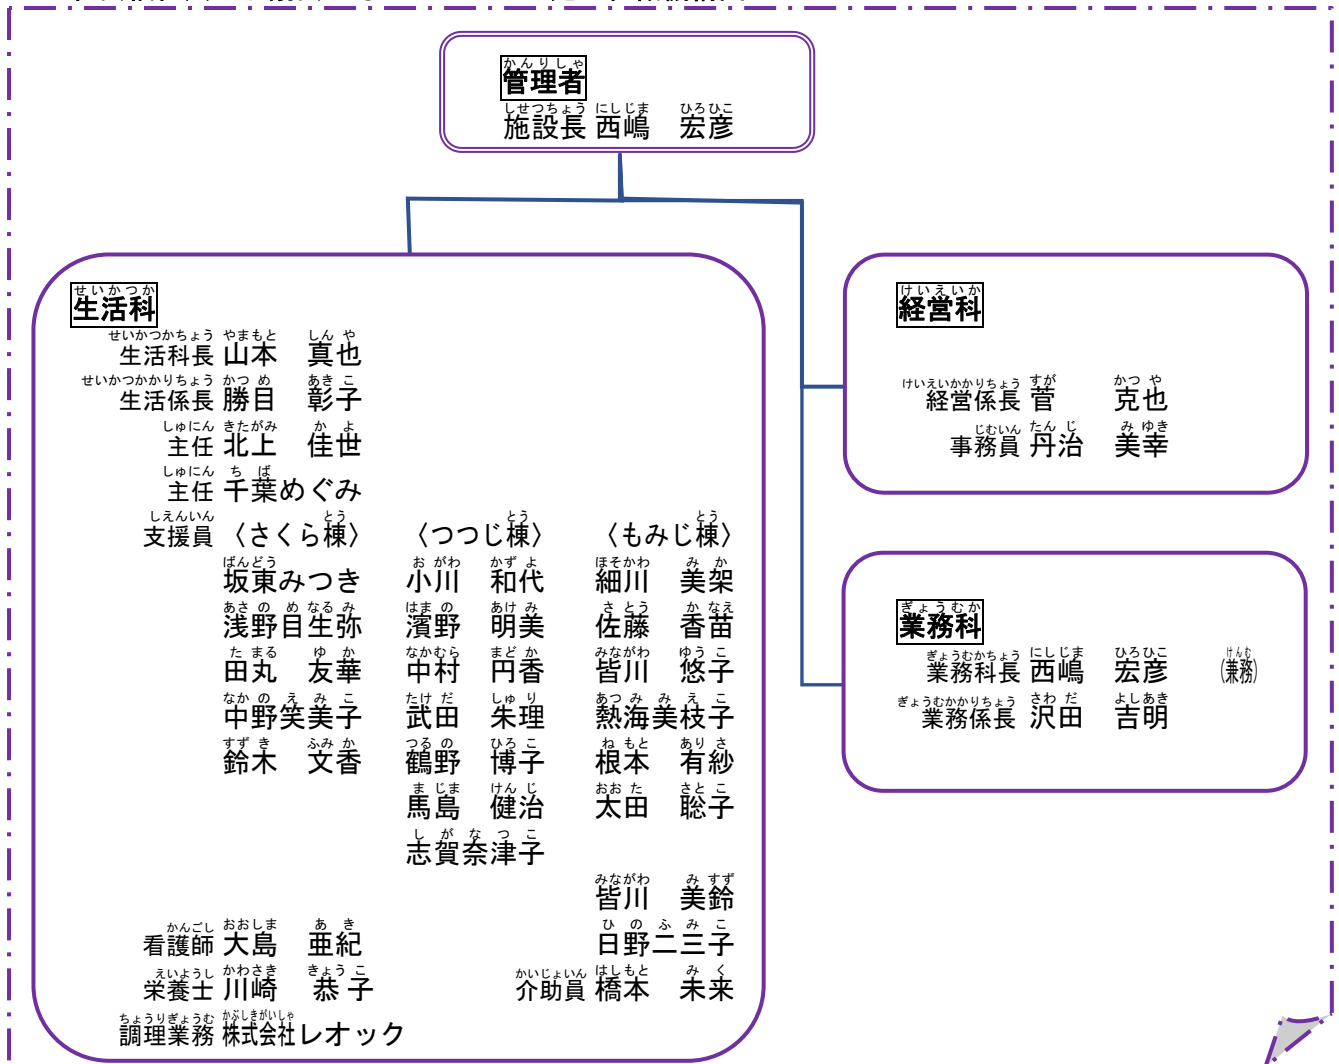 管理者
施設長 西嶋 宏彦
生活科
生活科長 山本 真也
生活係長 勝目 彰子
主任 北上 佳世
主任 千葉めぐみ
支援員 〈さくら棟〉 〈つつじ棟〉 〈もみじ棟〉
坂東みつき 小川 和代 細川 美架
浅野目生弥 濱野 明美 佐藤 香苗
田丸 友華 中村 円香 皆川 悠子
中野笑美子 武田 朱理 熱海美枝子
鈴木 文香 鶴野 博子 根本 有紗
馬島 健治 太田 聡子
志賀奈津子
皆川 美鈴
看護師 大島 亜紀 日野二三子
栄養士 川崎 恭子 介助員 橋本 未来
調理業務 株式会社レオック
経営科
経営係長 菅 克也
事務員 丹治 美幸
業務科
業務科長 西嶋 宏彦 (兼務)
業務係長 沢田 吉明